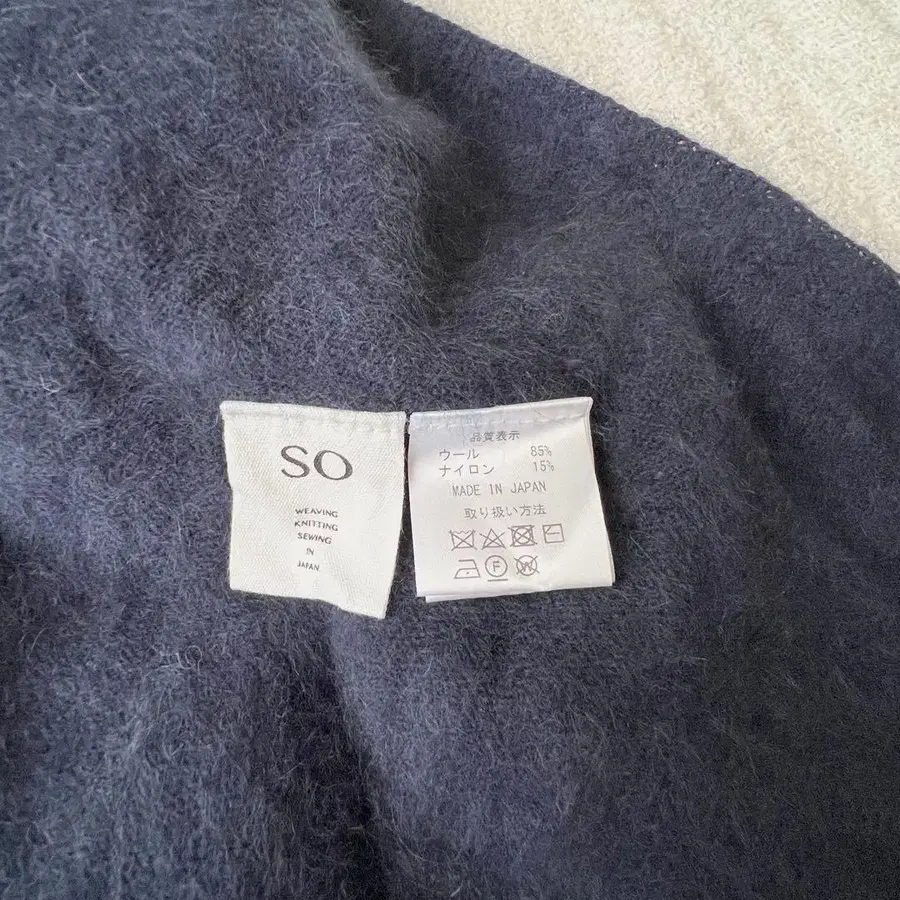 SO
WEAVING
KNITTING
SEWING
IN
JAPAN
品質表示
ウール 85%
ナイロン 15%
MADE IN JAPAN
取り扱い方法
F W